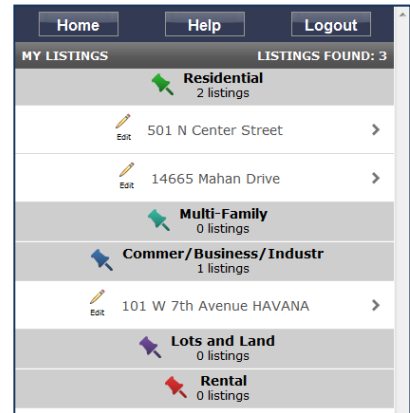 Home Help Logout
MY LISTINGS LISTINGS FOUND: 3
Residential
2 listings
Edit 501 N Center Street
Edit 14665 Mahan Drive
Multi-Family
0 listings
Commer/Business/Industr
1 listings
Edit 101 W 7th Avenue HAVANA
Lots and Land
0 listings
Rental
0 listings